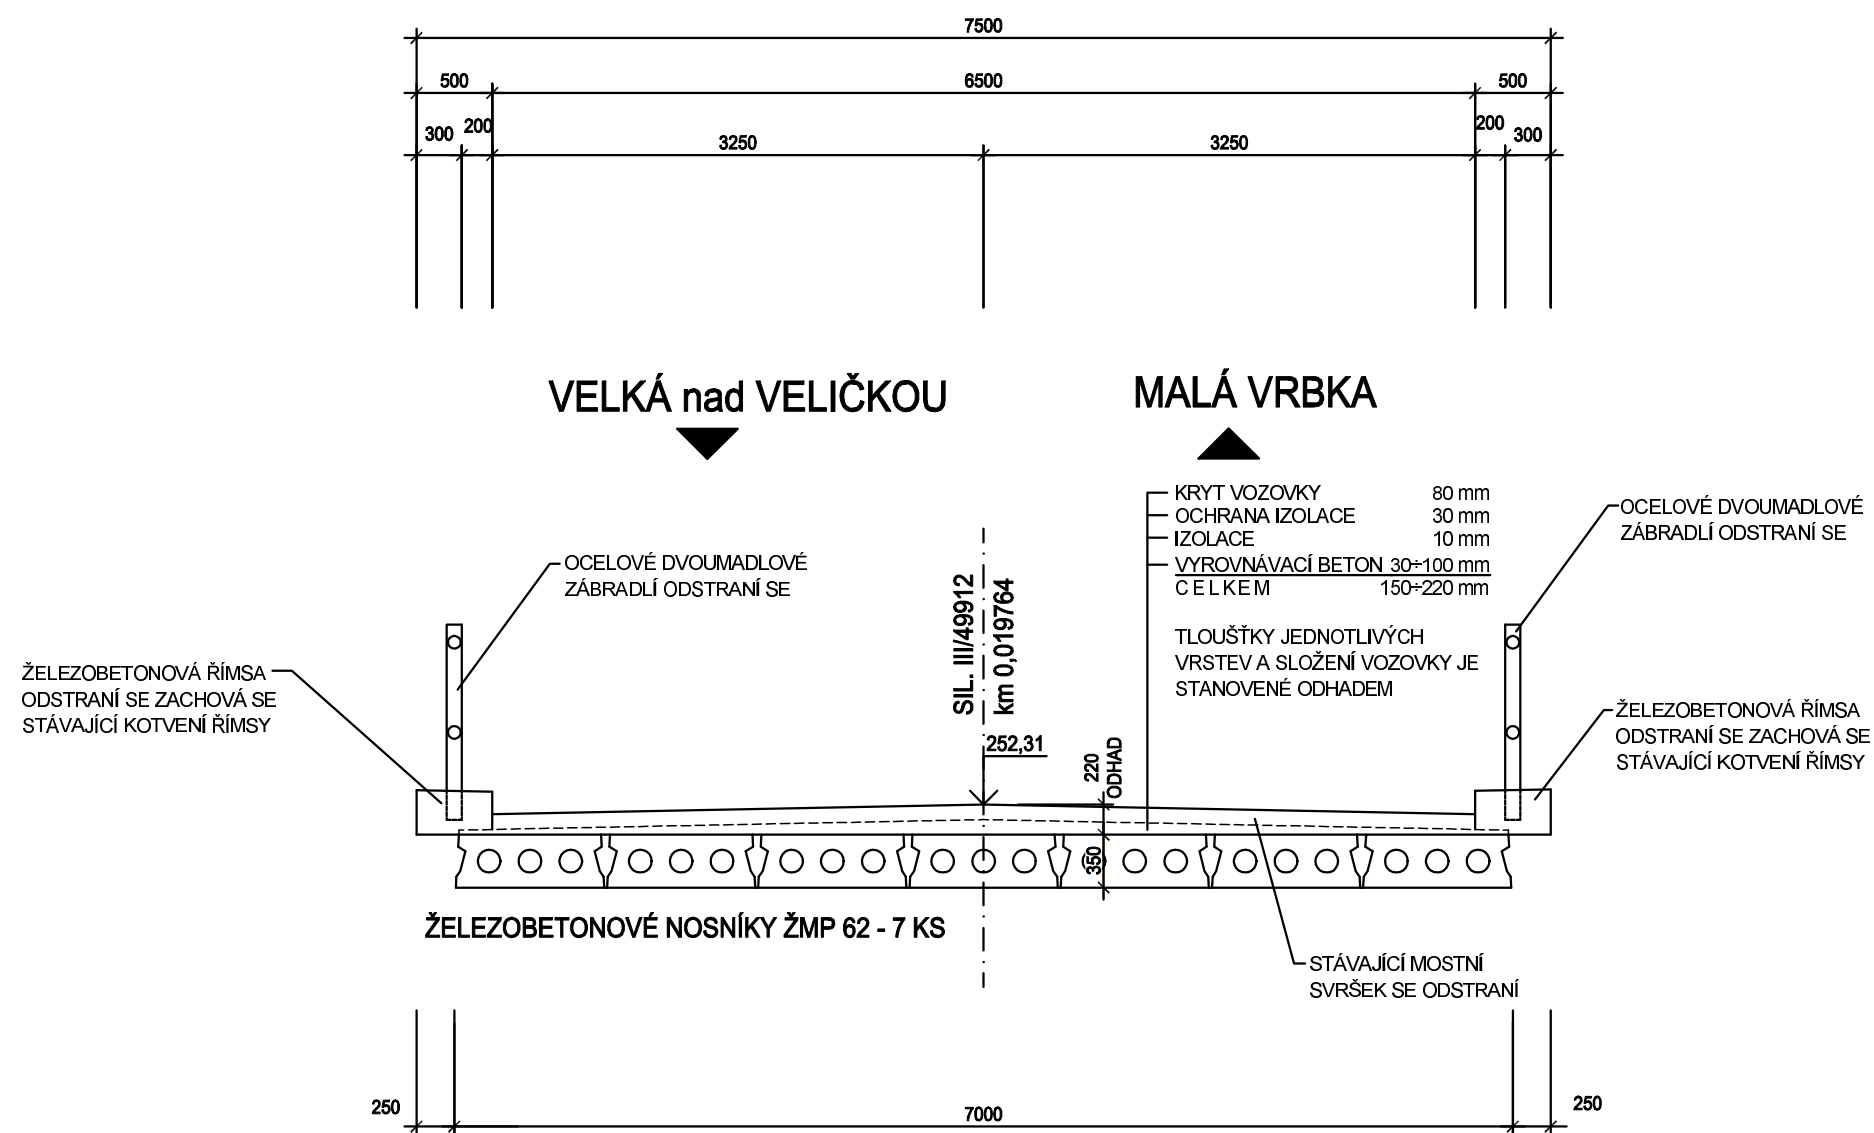 7500
500
6500
500
300
200
3250
3250
200
300
VELKÁ nad VELIČKOU
MALÁ VRBKA
KRYT VOZOVKY 80 mm
OCHRANA IZOLACE 30 mm
IZOLACE 10 mm
VYROVNÁVACÍ BETON 30÷100 mm
CELKEM 150÷220 mm
TLOUŠŤKY JEDNOTLIVÝCH
VRSTEV A SLOŽENÍ VOZOVKY JE
STANOVENÉ ODHADEM
OCELOVÉ DVOUMADLOVÉ
ZÁBRADLÍ ODSTRANÍ SE
OCELOVÉ DVOUMADLOVÉ
ZÁBRADLÍ ODSTRANÍ SE
SIL. III/49912
km 0,019764
ŽELEZOBETONOVÁ ŘÍMSA
ODSTRANÍ SE ZACHOVÁ SE
STÁVAJÍCÍ KOTVENÍ ŘÍMSY
ŽELEZOBETONOVÁ ŘÍMSA
ODSTRANÍ SE ZACHOVÁ SE
STÁVAJÍCÍ KOTVENÍ ŘÍMSY
252,31
220
ODHAD
350
ŽELEZOBETONOVÉ NOSNÍKY ŽMP 62 - 7 KS
STÁVAJÍCÍ MOSTNÍ
SVRŠEK SE ODSTRANÍ
250
7000
250